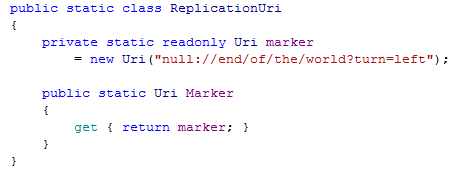 public static class ReplicationUri
{
    private static readonly Uri marker
        = new Uri("null://end/of/the/world?turn=left");

    public static Uri Marker
    {
        get { return marker; }
    }
}